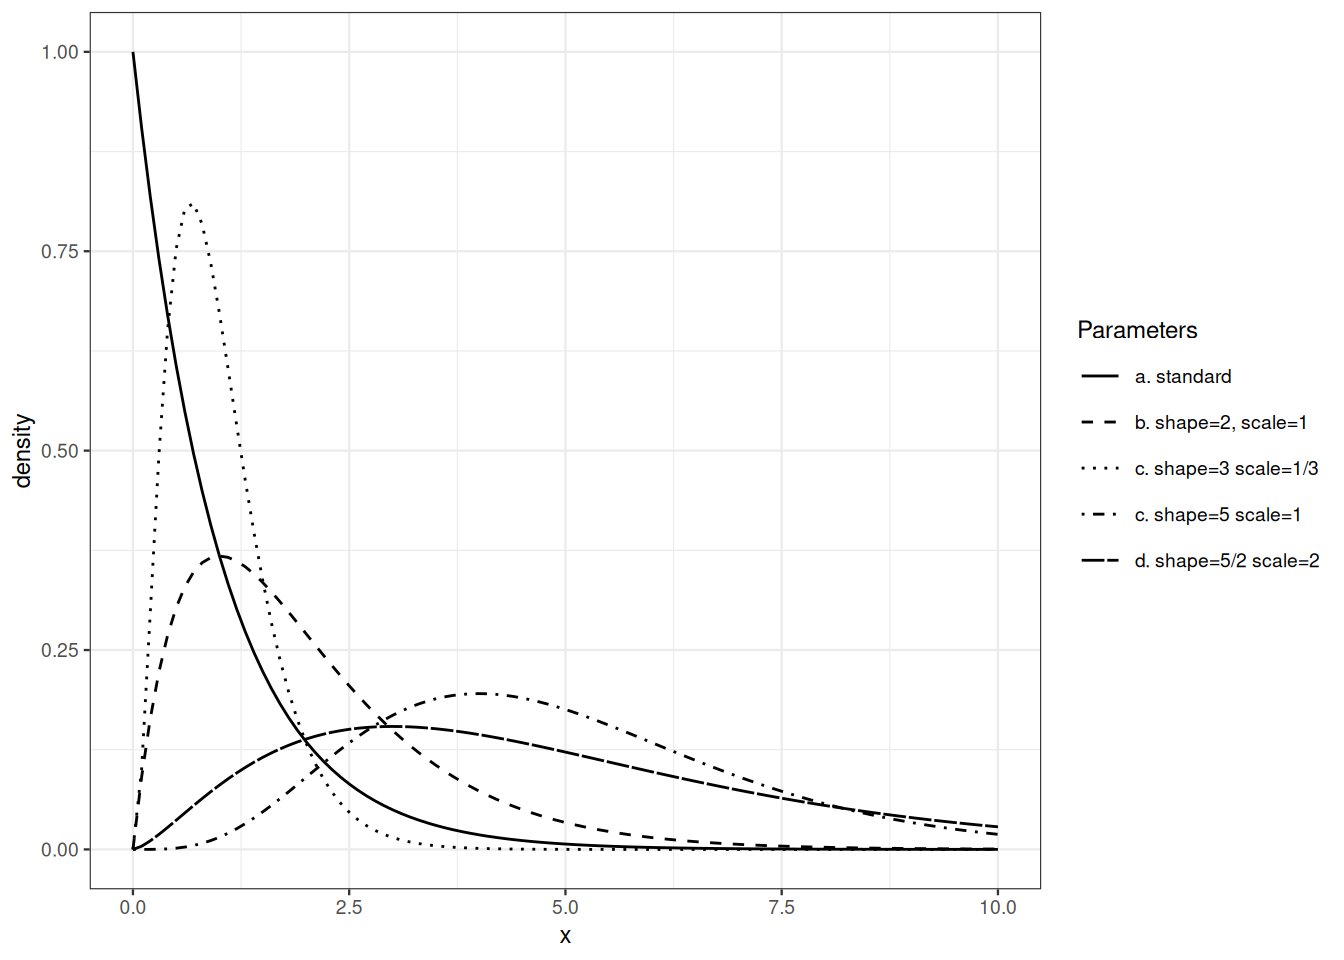 1.00
0.75
0.50
0.25
0.00
density
0.0 2.5 5.0 7.5 10.0
x
Parameters
a. standard
b. shape=2, scale=1
c. shape=3 scale=1/3
c. shape=5 scale=1
d. shape=5/2 scale=2